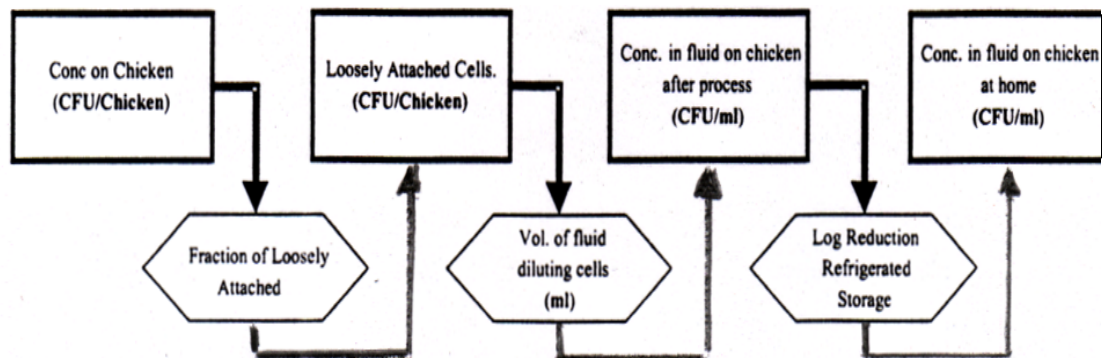 Conc on Chicken
(CFU/Chicken)
Loosely Attached Cells.
(CFU/Chicken)
Conc. in fluid on chicken
after process
(CFU/ml)
Conc. in fluid on chicken
at home
(CFU/ml)
Fraction of Loosely
Attached
Vol. of fluid
diluting cells
(ml)
Log Reduction
Refrigerated
Storage